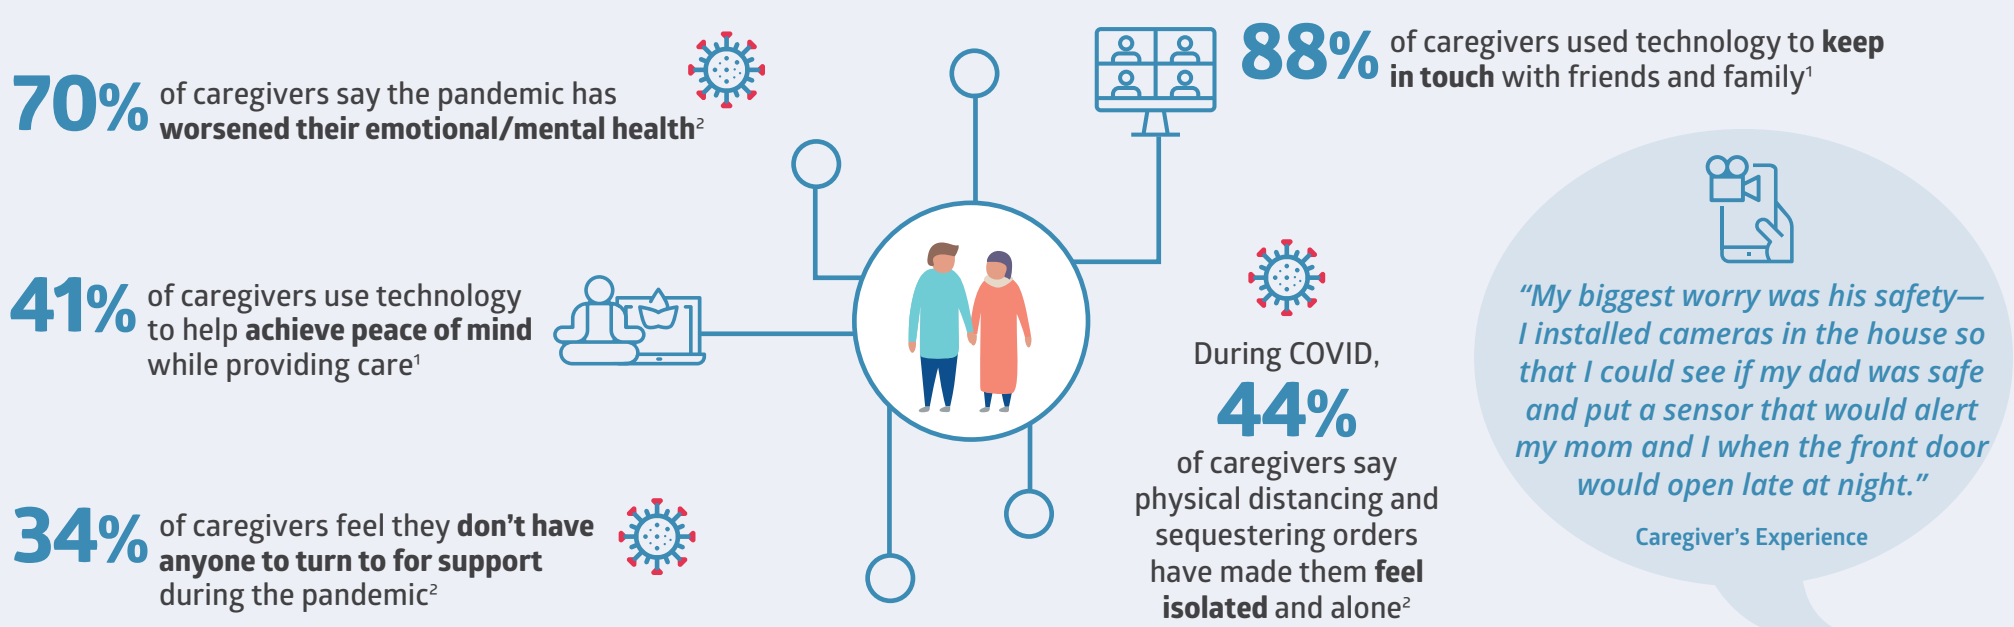 70% of caregivers say the pandemic has
worsened their emotional/mental health²
41% of caregivers use technology
to help achieve peace of mind
while providing care¹
34% of caregivers feel they don’t have
anyone to turn to for support
during the pandemic²
88% of caregivers used technology to keep
in touch with friends and family¹
During COVID,
44%
of caregivers say
physical distancing and
sequestering orders
have made them feel
isolated and alone²
“My biggest worry was his safety—
I installed cameras in the house so
that I could see if my dad was safe
and put a sensor that would alert
my mom and I when the front door
would open late at night.”
Caregiver’s Experience